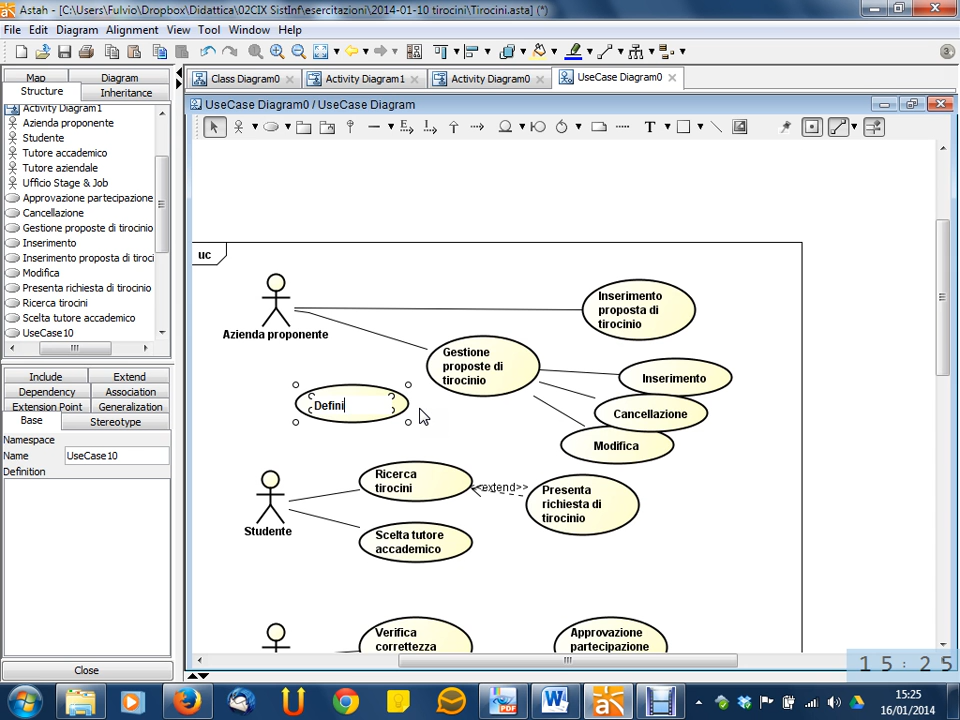 Astah - [C:\Users\Fulvio\Dropbox\Didattica\02CIX SistInf\esercitazioni\2014-01-10 tirocini\Tirocini.asta] (*)
File Edit Diagram Alignment View Tool Window Help
3
Map Diagram
Structure Inheritance
Class Diagram0 Activity Diagram1 Activity Diagram0 UseCase Diagram0
UseCase Diagram0 / UseCase Diagram
Activity Diagram1
Azienda proponente
Studente
Tutore accademico
Tutore aziendale
Ufficio Stage & Job
Approvazione partecipazione
Cancellazione
Gestione proposte di tirocinio
Inserimento
Inserimento proposta di tiroci
Modifica
Presenta richiesta di tirocinio
Ricerca tirocini
Scelta tutore accademico
UseCase10
Include Extend
Dependency Association
Extension Point Generalization
Base Stereotype
Namespace
Name UseCase10
Definition
Close
uc
Azienda proponente
Inserimento
proposta di
tirocinio
Gestione
proposte di
tirocinio
Inserimento
Cancellazione
Modifica
Defini
Studente
Ricerca
tirocini
<<extend>>
Presenta
richiesta di
tirocinio
Scelta tutore
accademico
Verifica
correttezza
Approvazione
partecipazione
15:25
PDF
15:25
16/01/2014